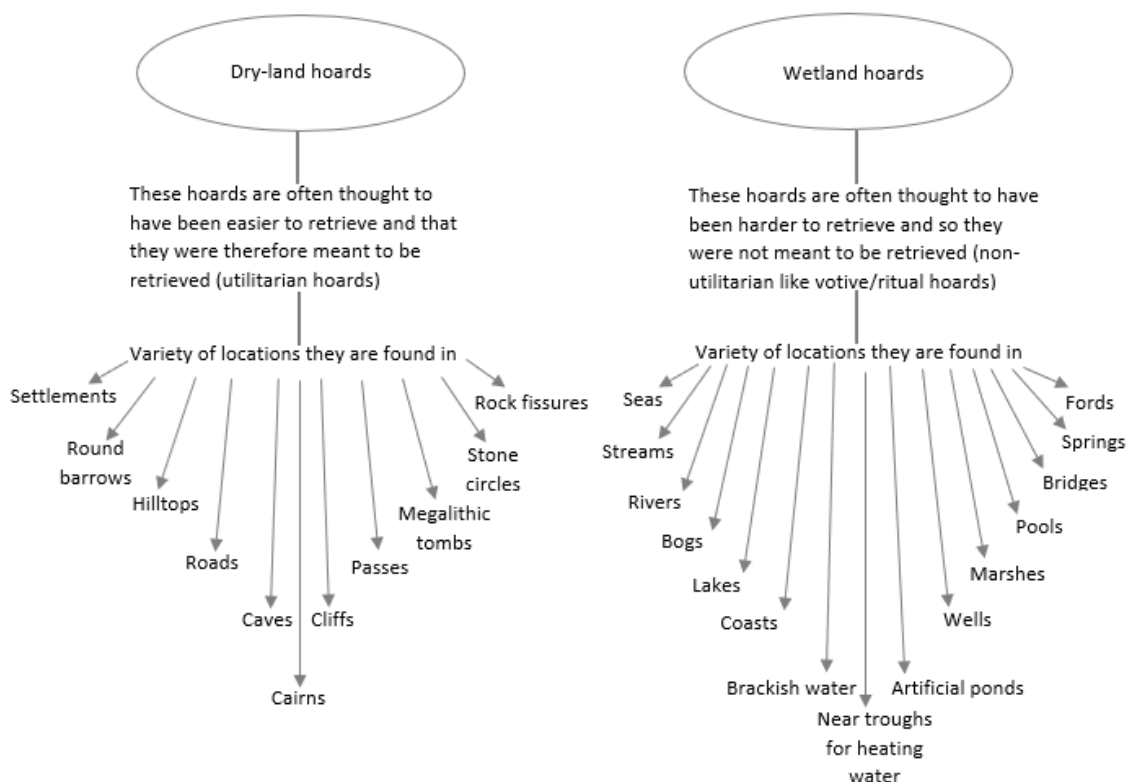 Dry-land hoards
These hoards are often thought to
have been easier to retrieve and that
they were therefore meant to be
retrieved (utilitarian hoards)
Variety of locations they are found in
Settlements
Round
barrows
Hilltops
Roads
Caves
Cairns
Cliffs
Passes
Megalithic
tombs
Stone
circles
Rock fissures
Wetland hoards
These hoards are often thought to have
been harder to retrieve and so they
were not meant to be retrieved (non-
utilitarian like votive/ritual hoards)
Variety of locations they are found in
Seas
Streams
Rivers
Bogs
Lakes
Coasts
Brackish water
Near troughs
for heating
water
Artificial ponds
Wells
Marshes
Pools
Bridges
Springs
Fords